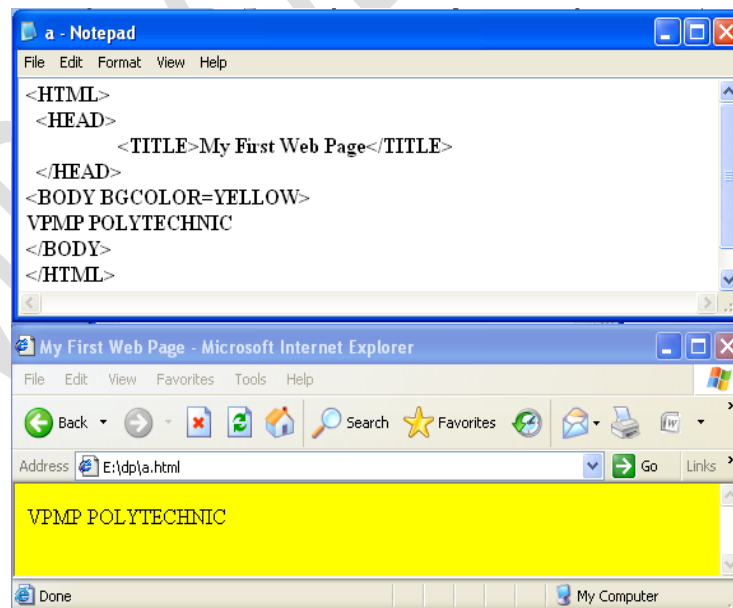 a - Notepad
File Edit Format View Help
<HTML>
<HEAD>
<TITLE>My First Web Page</TITLE>
</HEAD>
<BODY BGCOLOR=YELLOW>
VPMP POLYTECHNIC
</BODY>
</HTML>
My First Web Page - Microsoft Internet Explorer
File Edit View Favorites Tools Help
Back Search Favorites
Address E:\dp\a.html Go Links
VPMP POLYTECHNIC
Done My Computer